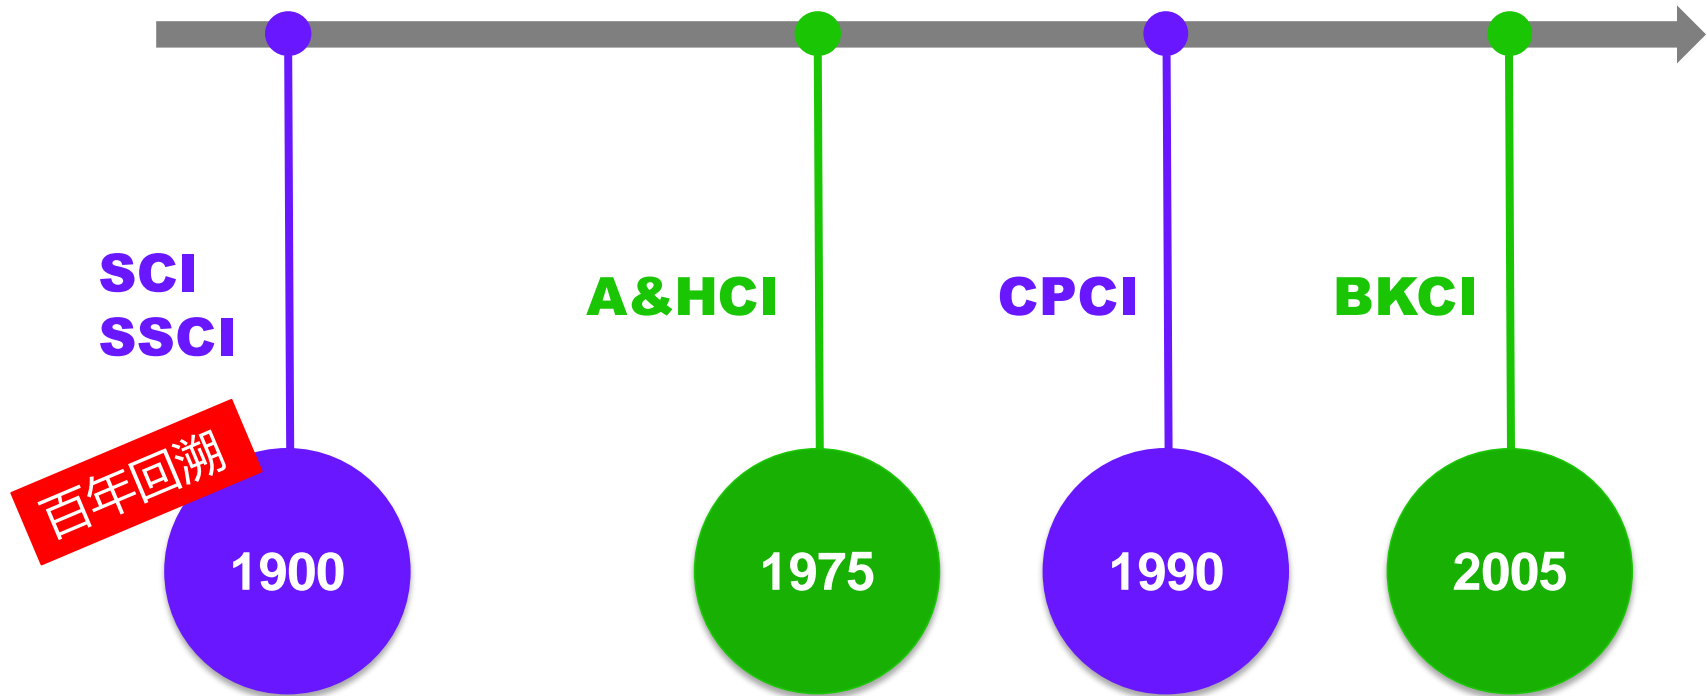 SCI
SSCI
A&HCI
CPCI
BKCI
百年回溯
1900
1975
1990
2005